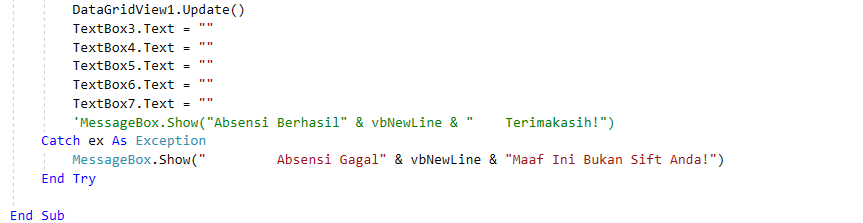 DataGridView1.Update()
TextBox3.Text = ""
TextBox4.Text = ""
TextBox5.Text = ""
TextBox6.Text = ""
TextBox7.Text = ""
'MessageBox.Show("Absensi Berhasil" & vbNewLine & "    Terimakasih!")
Catch ex As Exception
MessageBox.Show("         Absensi Gagal" & vbNewLine & "Maaf Ini Bukan Sift Anda!")
End Try
End Sub